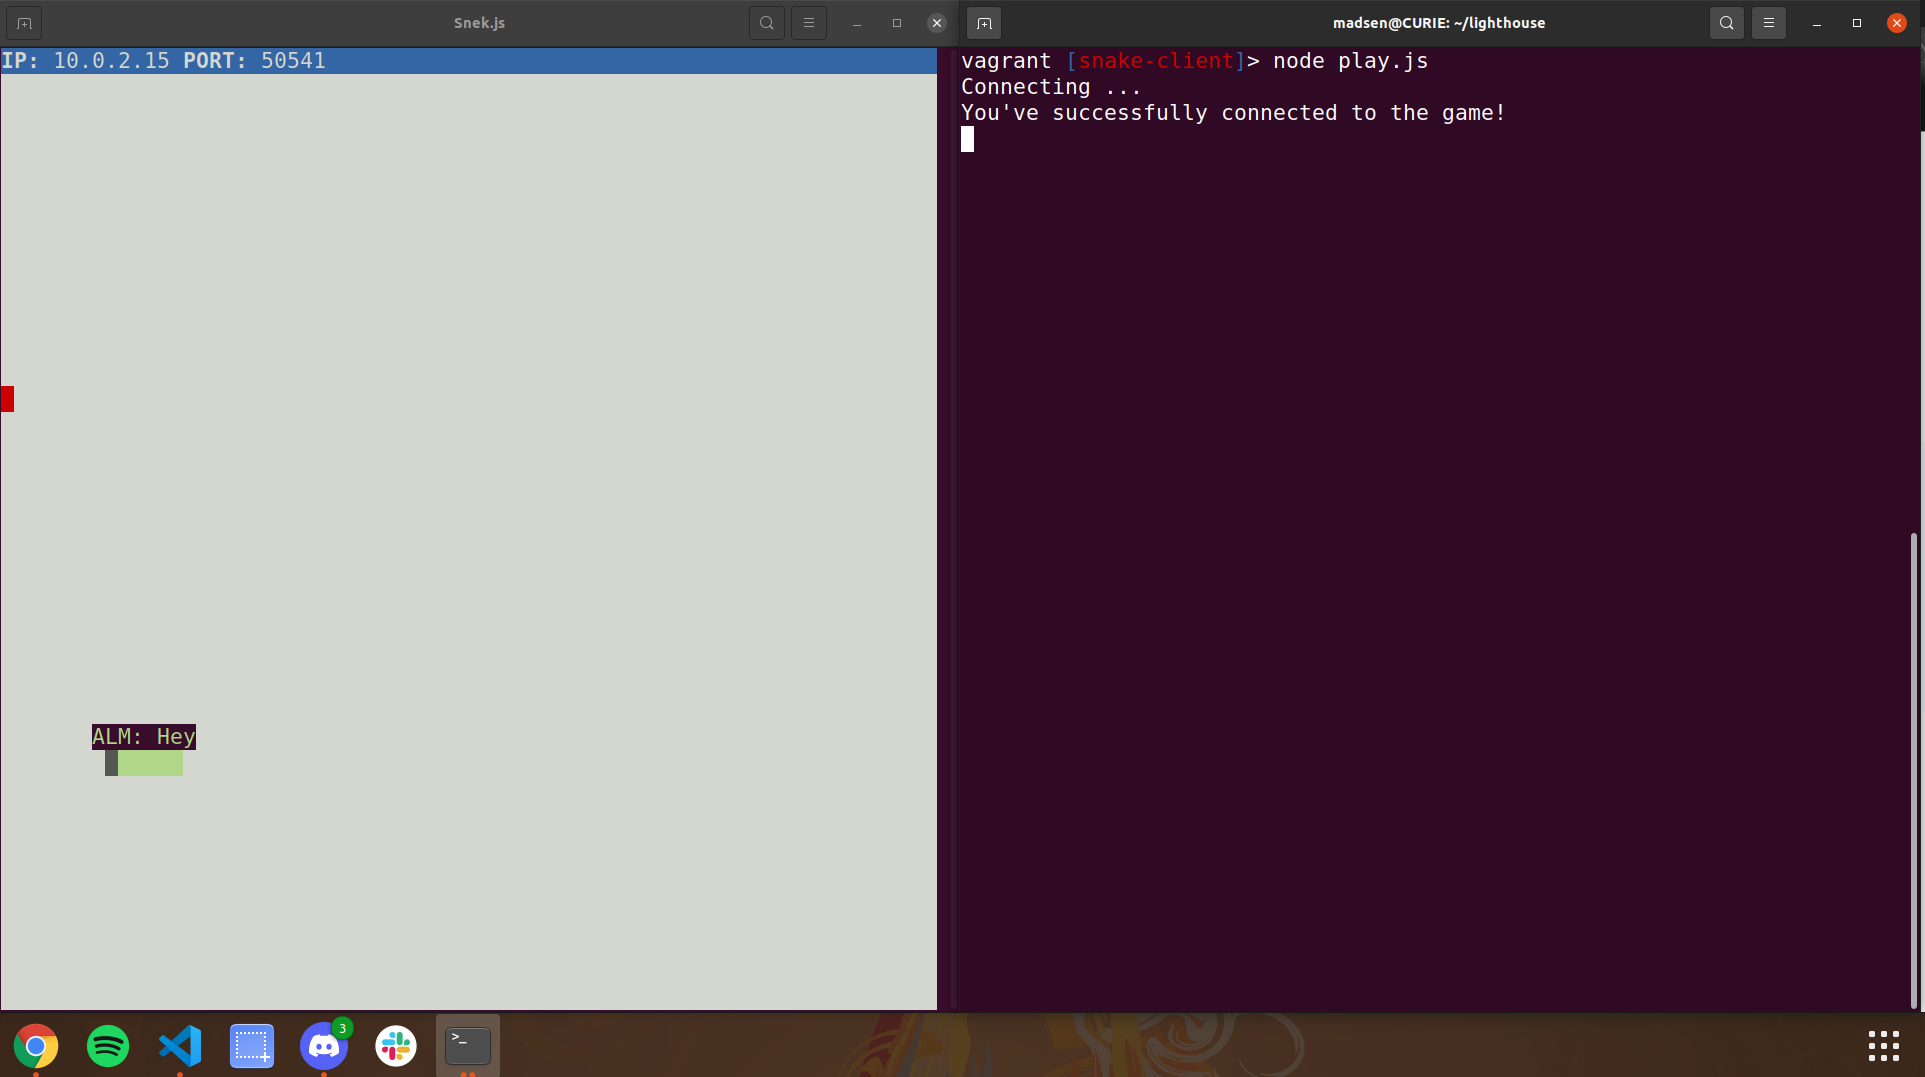 Snek.js
IP: 10.0.2.15 PORT: 50541
ALM: Hey
madsen@CURIE: ~/lighthouse
vagrant [snake-client]> node play.js
Connecting ...
You've successfully connected to the game!
3
>_